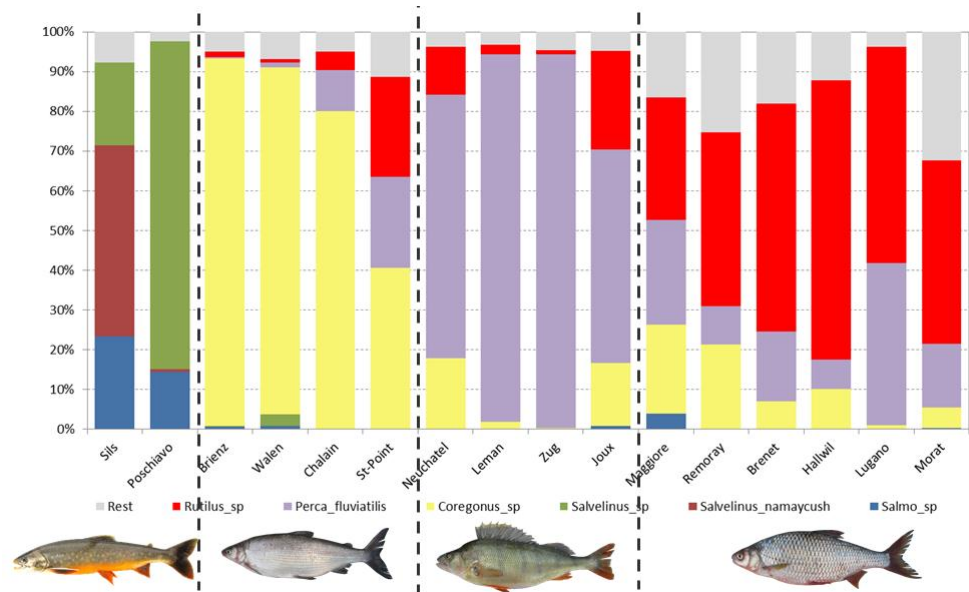 100%
90%
80%
70%
60%
50%
40%
30%
20%
10%
0%
Sils
Poschiavo
Brienz
Walen
Chalain
St-Point
Neuchatel
Leman
Zug
Joux
Maggiore
Remoray
Brenet
Hallwil
Lugano
Morat
Rest Rutilus_sp Perca_fluviatilis Coregonus_sp Salvelinus_sp Salvelinus_namaycush Salmo_sp